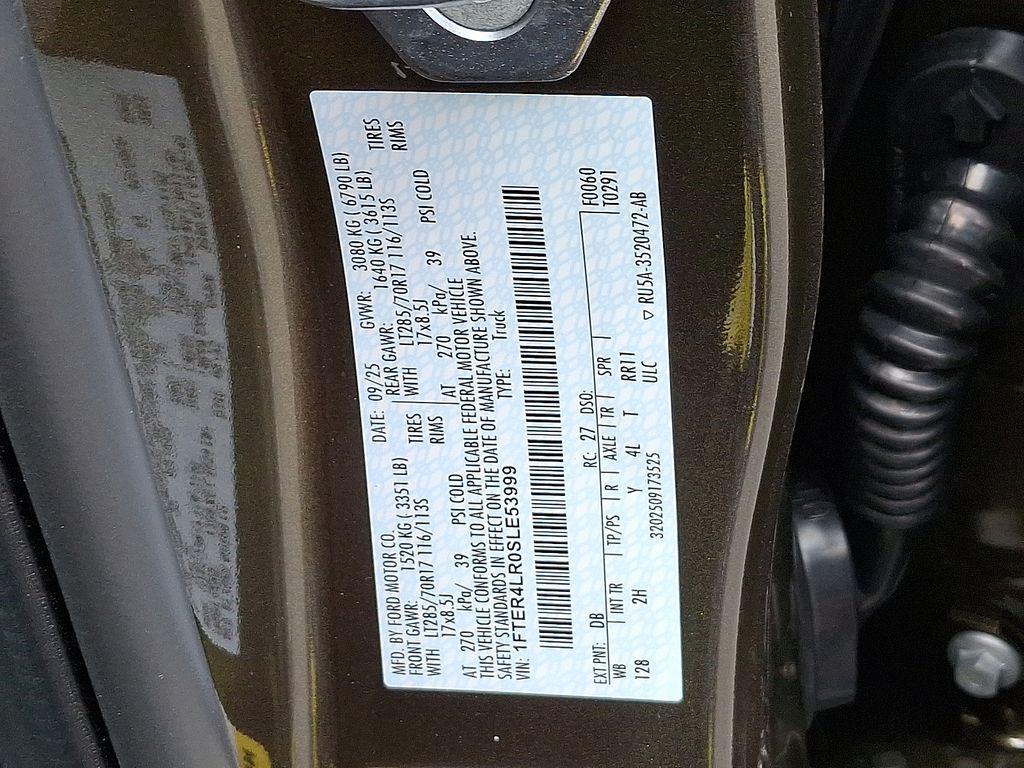 MFD. BY FORD MOTOR CO.
DATE: 09/25
GVWR: 3080 KG ( 6790 LB)
FRONT GAWR: 1520 KG ( 3351 LB)
REAR GAWR: 1640 KG ( 3615 LB)
WITH LT285/70R17 116/113S TIRES
WITH LT285/70R17 116/113S TIRES
17x8.5J RIMS
17x8.5J RIMS
AT 270 kPa/ 39 PSI COLD
AT 270 kPa/ 39 PSI COLD
THIS VEHICLE CONFORMS TO ALL APPLICABLE FEDERAL MOTOR VEHICLE
SAFETY STANDARDS IN EFFECT ON THE DATE OF MANUFACTURE SHOWN ABOVE.
VIN: 1FTER4LR0SLE53999
TYPE: Truck
F0060
T0291
EXT PNT: DB RC: 27 DSO:
WB INT TR TP/PS R AXLE TR SPR
128 2H Y 4L T RR11
ULC
3202509173525
▽ RU5A-3520472-AB